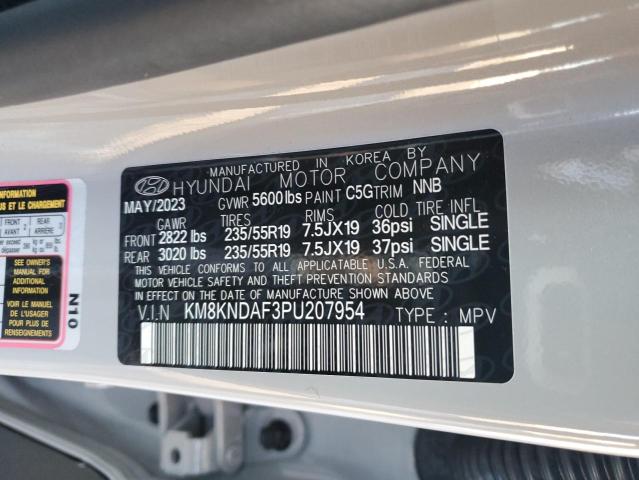 MANUFACTURED IN KOREA BY
HYUNDAI MOTOR COMPANY
MAY/2023 GVWR 5600 lbs PAINT C5G TRIM NNB
GAWR TIRES RIMS COLD TIRE INFL
FRONT 2822 lbs 235/55R19 7.5JX19 36psi SINGLE
REAR 3020 lbs 235/55R19 7.5JX19 37psi SINGLE
THIS VEHICLE CONFORMS TO ALL APPLICABLE U.S.A. FEDERAL
MOTOR VEHICLE SAFETY BUMPER AND THEFT PREVENTION STANDARDS
IN EFFECT ON THE DATE OF MANUFACTURE SHOWN ABOVE
V.I.N KM8KNDAF3PU207954 TYPE : MPV
FRONT REAR
AVANT ARRIÈRE
2 3
SEE OWNER'S
MANUAL FOR
ADDITIONAL
INFORMATION
VOIR LE MANUEL
DE L'USAGER
POUR PLUS DE
RENSEIGNEMENTS
N10